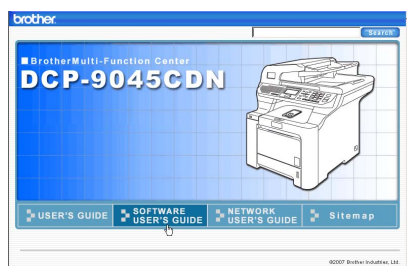 brother
Search
BrotherMulti-Function Center
DCP-9045CDN
USER'S GUIDE
SOFTWARE
USER'S GUIDE
NETWORK
USER'S GUIDE
Sitemap
©2007 Brother Industries, Ltd.